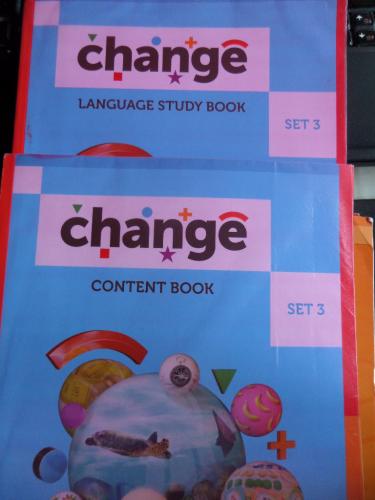 change
LANGUAGE STUDY BOOK
SET 3
change
CONTENT BOOK
SET 3